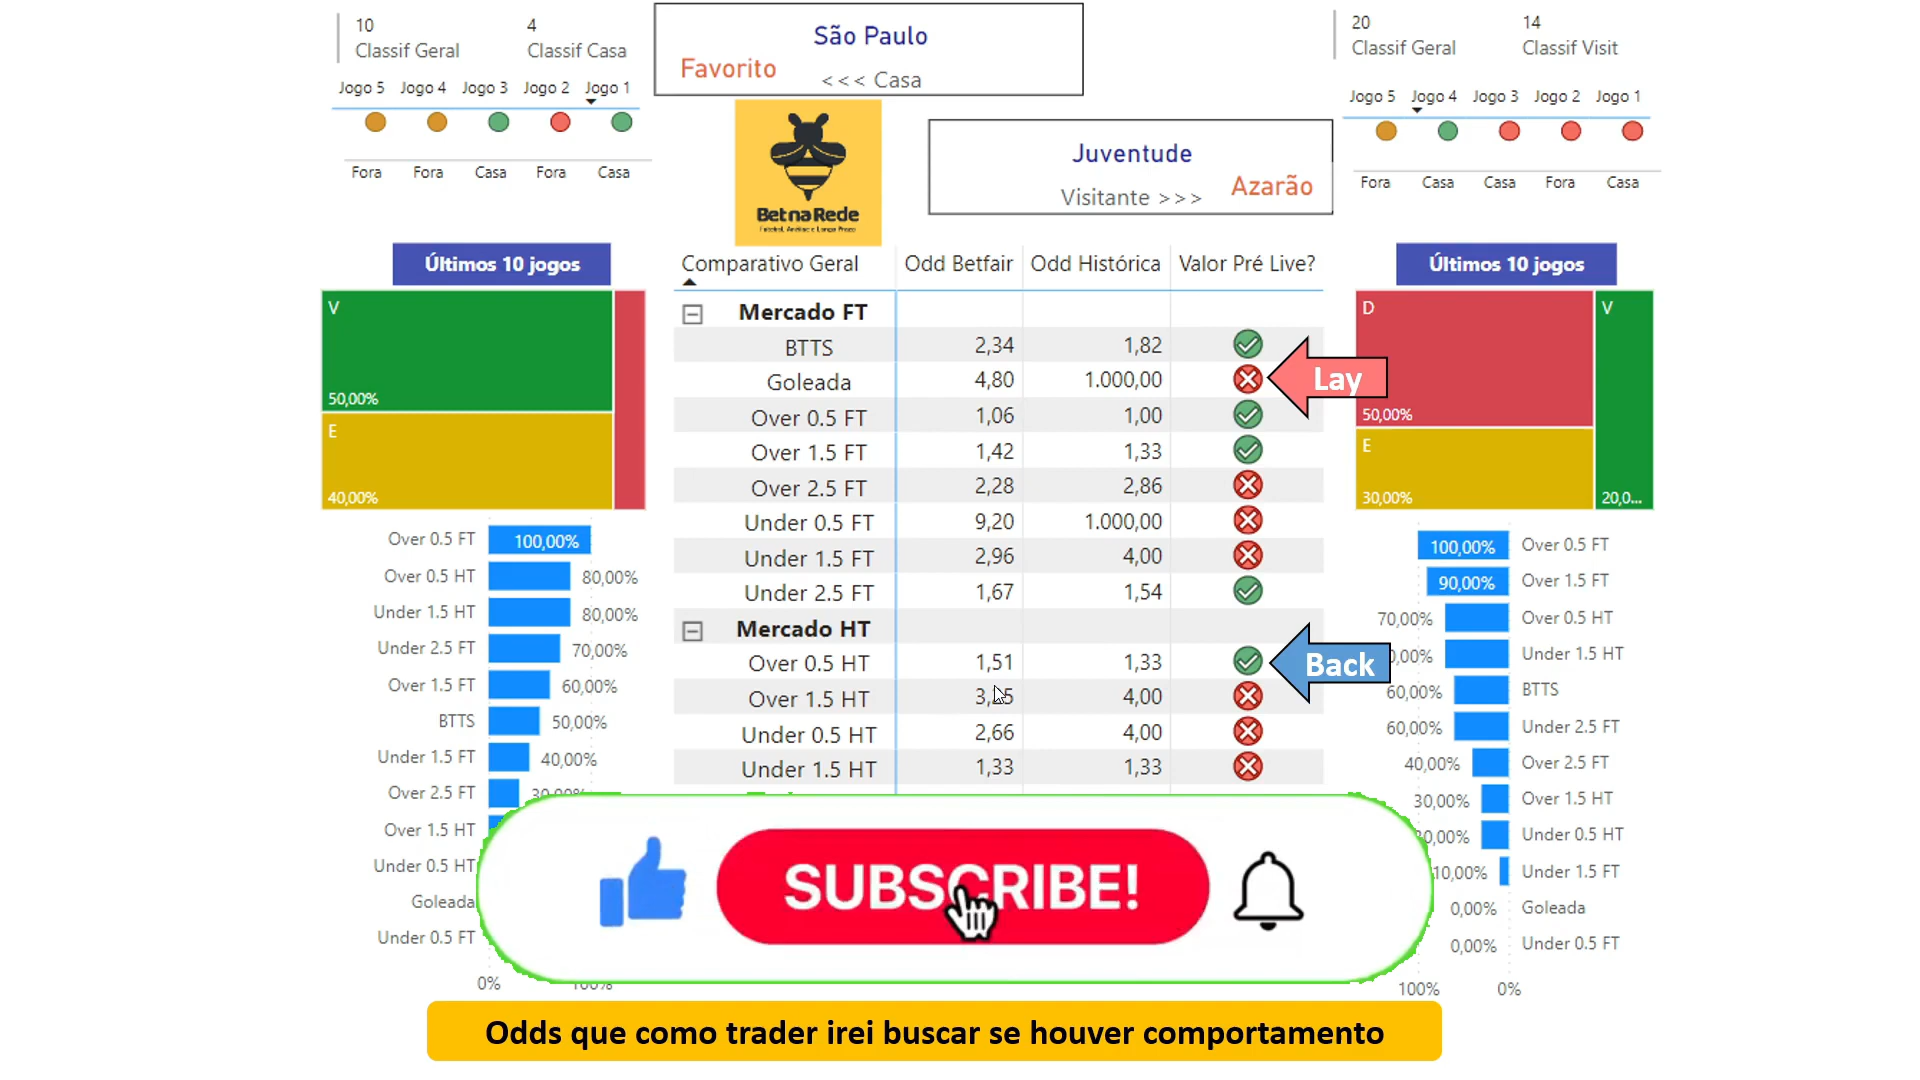 10
Classif Geral
4
Classif Casa
Jogo 5 Jogo 4 Jogo 3 Jogo 2 Jogo 1
Fora Fora Casa Fora Casa
São Paulo
Favorito
<<< Casa
Juventude
Visitante >>>
Azarão
Bet na Rede
Futebol, Análise e Longo Prazo
20
Classif Geral
14
Classif Visit
Jogo 5 Jogo 4 Jogo 3 Jogo 2 Jogo 1
Fora Casa Casa Fora Casa
Últimos 10 jogos
V
50,00%
E
40,00%
Over 0.5 FT 100,00%
Over 0.5 HT 80,00%
Under 1.5 HT 80,00%
Under 2.5 FT 70,00%
Over 1.5 FT 60,00%
BTTS 50,00%
Under 1.5 FT 40,00%
Over 2.5 FT 30,00%
Over 1.5 HT
Under 0.5 HT
Goleada
Under 0.5 FT
0% 100%
Comparativo Geral Odd Betfair Odd Histórica Valor Pré Live?
Mercado FT
BTTS 2,34 1,82
Goleada 4,80 1.000,00
Over 0.5 FT 1,06 1,00
Over 1.5 FT 1,42 1,33
Over 2.5 FT 2,28 2,86
Under 0.5 FT 9,20 1.000,00
Under 1.5 FT 2,96 4,00
Under 2.5 FT 1,67 1,54
Mercado HT
Over 0.5 HT 1,51 1,33
Over 1.5 HT 4,00
Under 0.5 HT 2,66 4,00
Under 1.5 HT 1,33 1,33
Lay
Back
Últimos 10 jogos
D
50,00%
V
20,0...
E
30,00%
100,00% Over 0.5 FT
90,00% Over 1.5 FT
70,00% Over 0.5 HT
Under 1.5 HT
60,00% BTTS
60,00% Under 2.5 FT
40,00% Over 2.5 FT
30,00% Over 1.5 HT
Under 0.5 HT
10,00% Under 1.5 FT
0,00% Goleada
0,00% Under 0.5 FT
100% 0%
SUBSCRIBE!
Odds que como trader irei buscar se houver comportamento